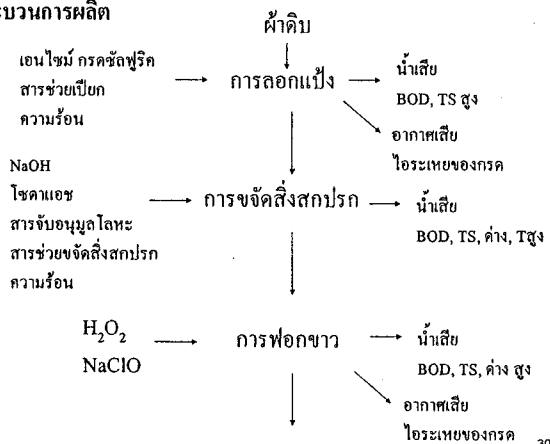 ะบวนการผลิต
ผ้าดิบ
เอนไซม์ กรดซัลฟูริค
สารช่วยเปียก
ความร้อน
การลอกแป้ง
น้ำเสีย
BOD, TS สูง
อากาศเสีย
ไอระเหยของกรด
NaOH
โซดาแอช
สารจับอนุมูลโลหะ
สารช่วยขจัดสิ่งสกปรก
ความร้อน
การขจัดสิ่งสกปรก
น้ำเสีย
BOD, TS, ค่าง, Tสูง
H₂O₂
NaClO
การฟอกขาว
น้ำเสีย
BOD, TS, ค่าง สูง
อากาศเสีย
ไอระเหยของกรด